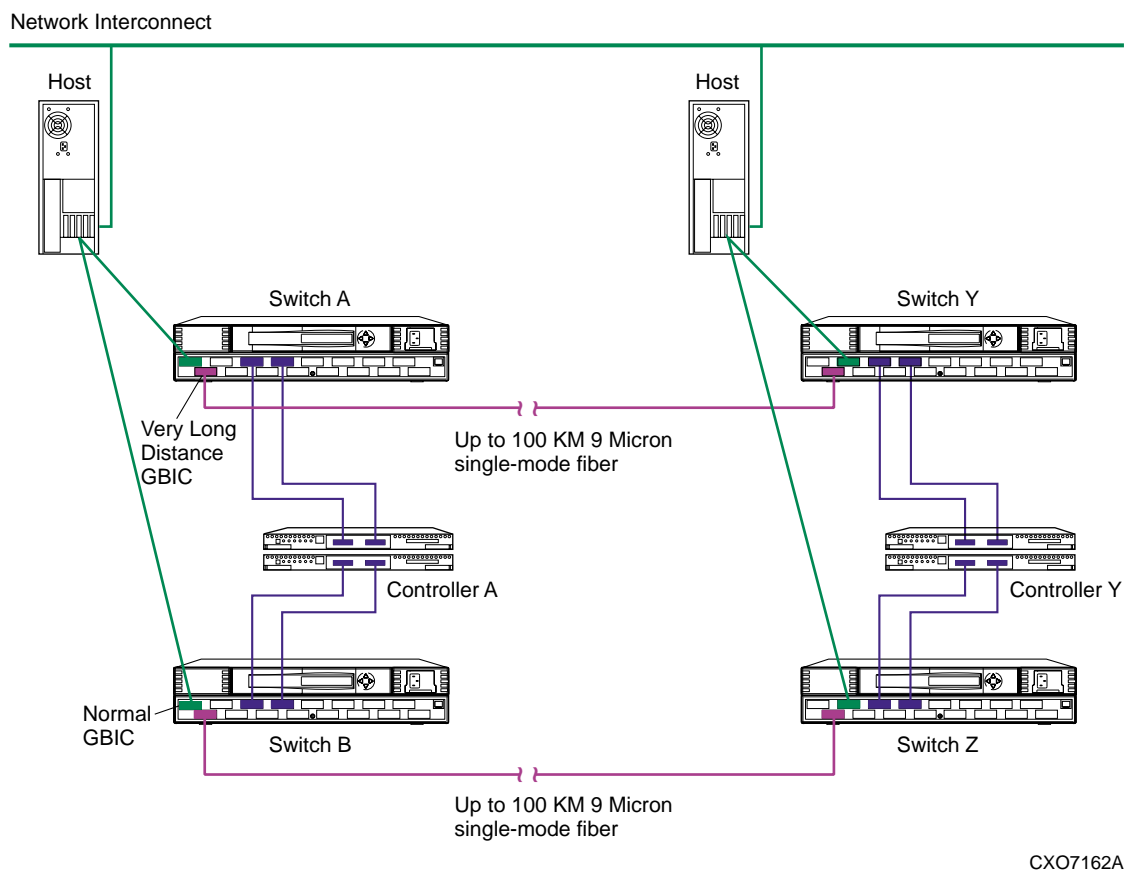 Network Interconnect
Host
Host
Switch A
Switch Y
Very Long
Distance
GBIC
Up to 100 KM 9 Micron
single-mode fiber
Controller A
Controller Y
Normal
GBIC
Switch B
Switch Z
Up to 100 KM 9 Micron
single-mode fiber
CXO7162A